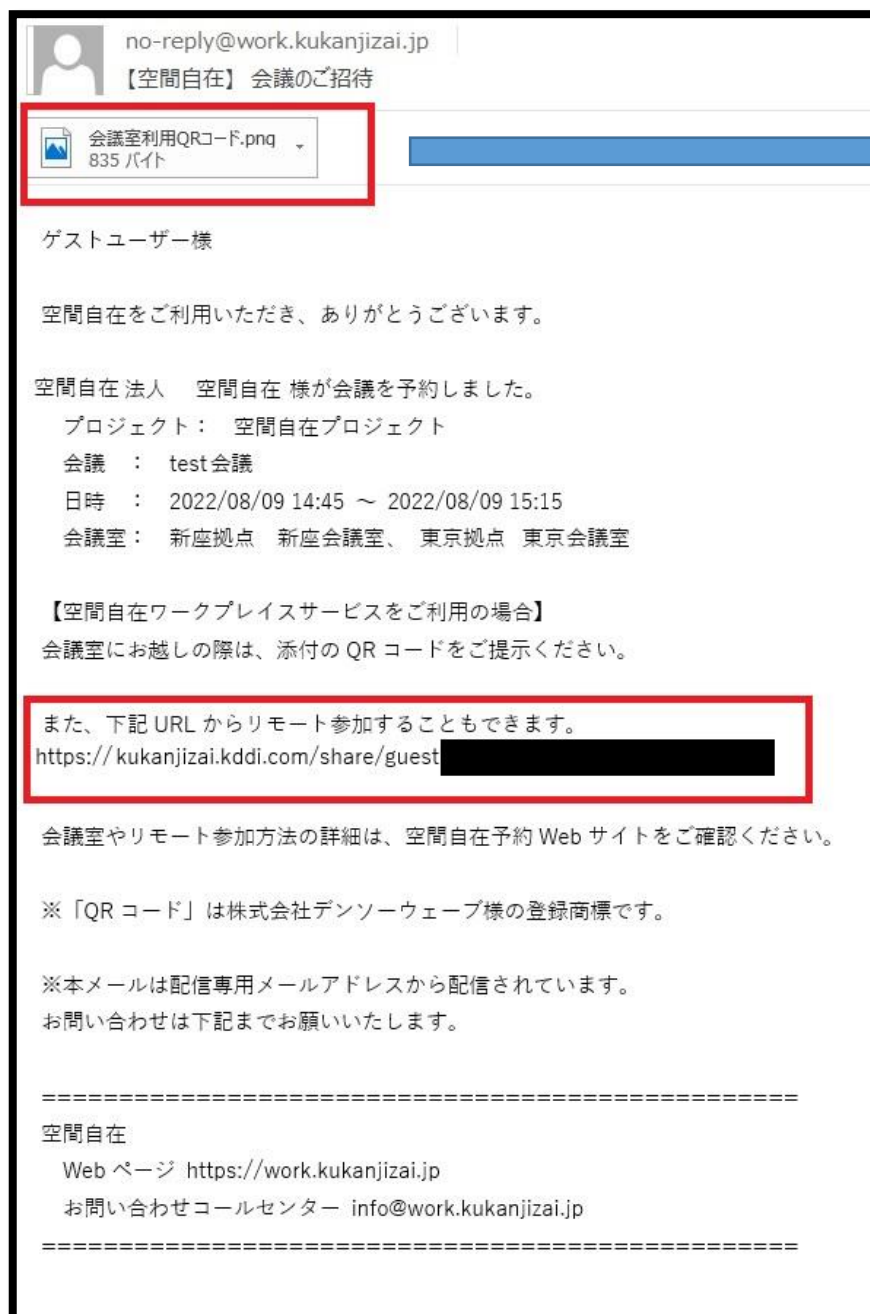 no-reply@work.kukanjizai.jp
【空間自在】 会議のご招待
会議室利用QRコード.png
835 バイト
ゲストユーザー様
空間自在をご利用いただき、ありがとうございます。
空間自在 法人　空間自在 様が会議を予約しました。
プロジェクト： 空間自在プロジェクト
会議 ： test会議
日時 ： 2022/08/09 14:45 ～ 2022/08/09 15:15
会議室： 新座拠点 新座会議室、 東京拠点 東京会議室
【空間自在ワークプレイスサービスをご利用の場合】
会議室にお越しの際は、添付の QR コードをご提示ください。
また、下記 URL からリモート参加することもできます。
https:// kukanjizai.kddi.com/share/guest
会議室やリモート参加方法の詳細は、空間自在予約 Web サイトをご確認ください。
※「QR コード」は株式会社デンソーウェーブ様の登録商標です。
※本メールは配信専用メールアドレスから配信されています。
お問い合わせは下記までお願いいたします。
==================================================
空間自在
Web ページ https://work.kukanjizai.jp
お問い合わせコールセンター info@work.kukanjizai.jp
==================================================